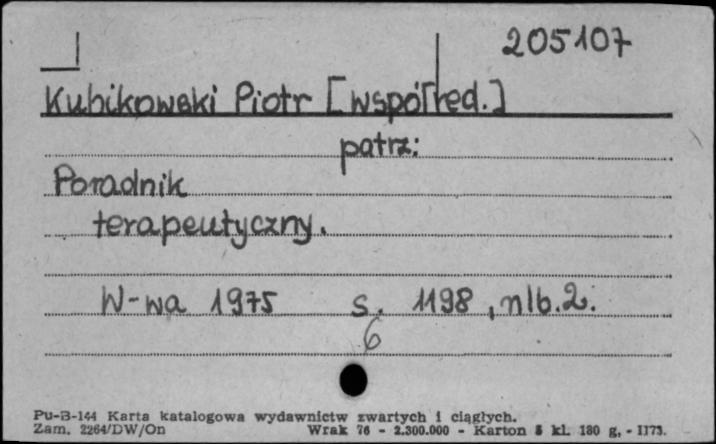 205107
Kubikowski Piotr [współred.]
patrz:
Poradnik
terapeutyczny.
W-wa 1975 s. 1198, nlb. 2.
6
Pu-B-144 Karta katalogowa wydawnictw zwartych i ciągłych.
Zam. 2264/DW/On Wrak 76 - 2.300.000 - Karton 8 kl. 180 g. - II73.